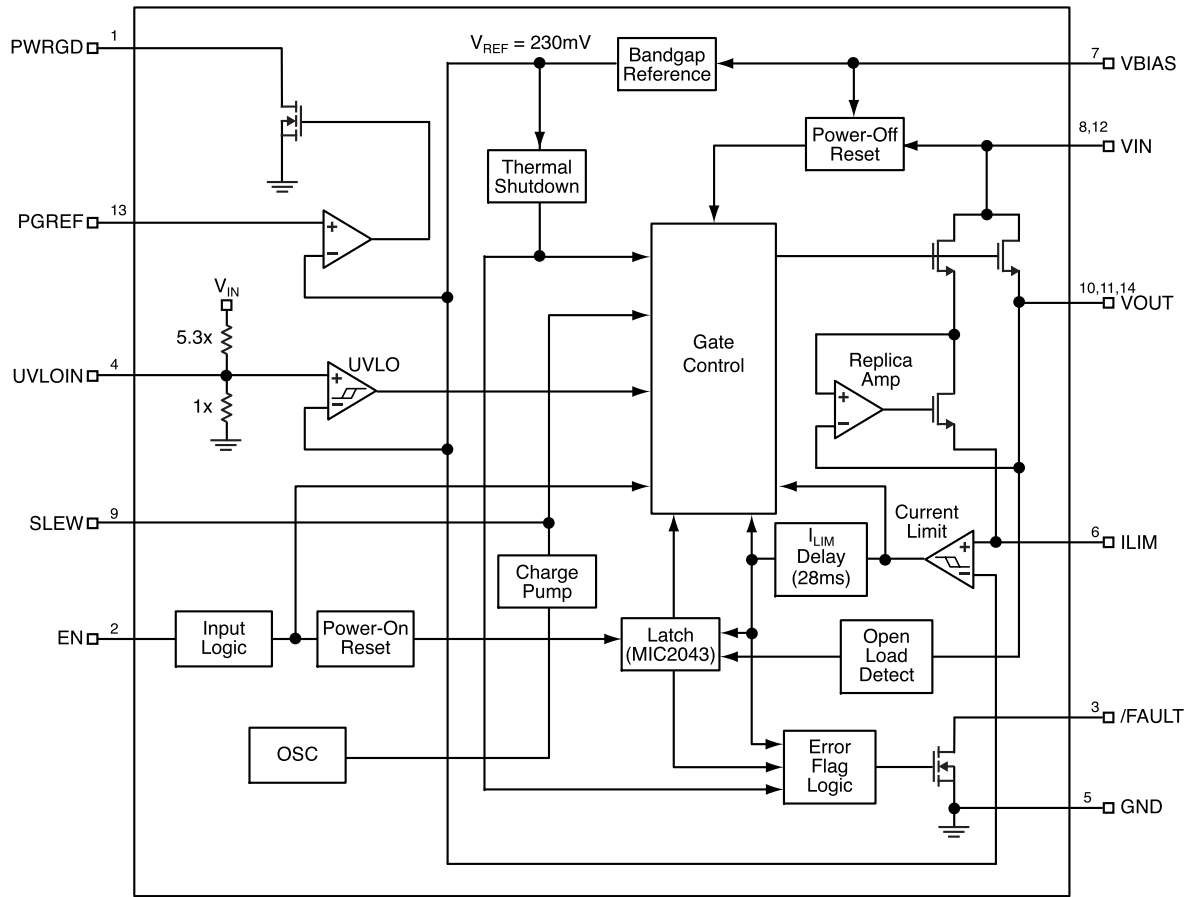 PWRGD
1
V_REF = 230mV
Bandgap
Reference
7
VBIAS
Power-Off
Reset
8,12
VIN
Thermal
Shutdown
PGREF
13
+
–
Gate
Control
10,11,14
VOUT
V_IN
5.3x
UVLOIN
4
1x
UVLO
+
–
Replica
Amp
+
–
SLEW
9
Current
Limit
+
–
6
ILIM
I_LIM
Delay
(28ms)
Charge
Pump
EN
2
Input
Logic
Power-On
Reset
Latch
(MIC2043)
Open
Load
Detect
3
/FAULT
OSC
Error
Flag
Logic
5
GND